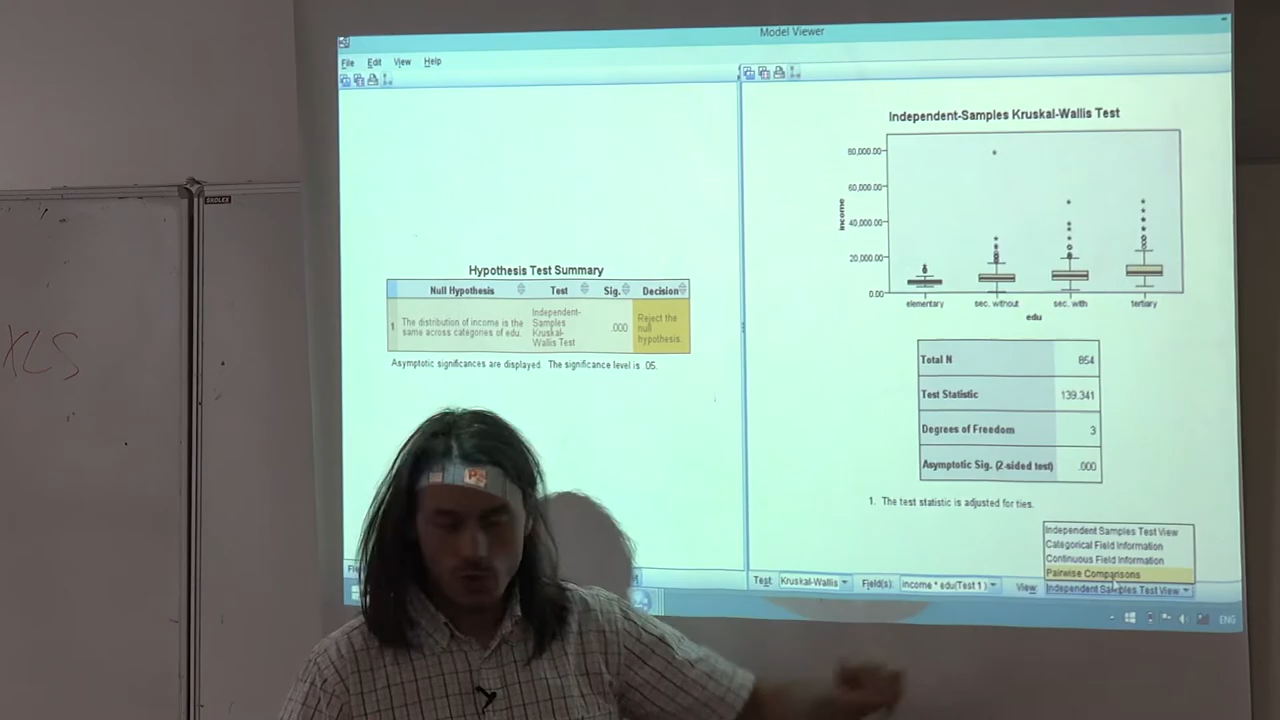 Model Viewer
File Edit View Help
Independent-Samples Kruskal-Wallis Test
80,000.00
60,000.00
40,000.00
20,000.00
0.00
income
elementary sec. without sec. with tertiary
edu
SKOLEX
XLS
Hypothesis Test Summary
Null Hypothesis Test Sig. Decision
1 The distribution of income is the same across categories of edu. Independent-Samples Kruskal-Wallis Test .000 Reject the null hypothesis.
Asymptotic significances are displayed. The significance level is .05.
Total N 854
Test Statistic 139.341
Degrees of Freedom 3
Asymptotic Sig. (2-sided test) .000
1. The test statistic is adjusted for ties.
Independent Samples Test View
Categorical Field Information
Continuous Field Information
Pairwise Comparisons
Test: Kruskal-Wallis Field(s): income * edu(Test 1) View: Independent Samples Test View
ENG